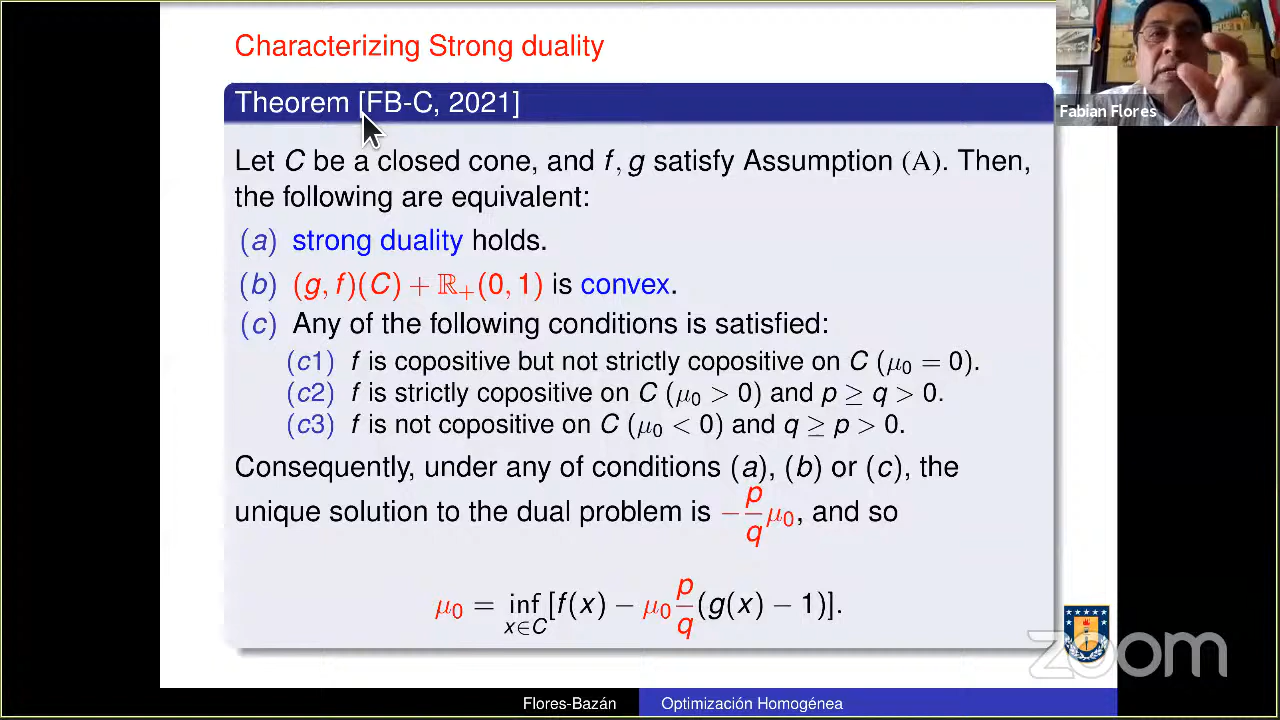 Characterizing Strong duality
Theorem [FB-C, 2021]
Fabian Flores
Let C be a closed cone, and f, g satisfy Assumption (A). Then,
the following are equivalent:
(a) strong duality holds.
(b) (g, f)(C) + ℝ₊(0, 1) is convex.
(c) Any of the following conditions is satisfied:
(c1) f is copositive but not strictly copositive on C (μ₀ = 0).
(c2) f is strictly copositive on C (μ₀ > 0) and p ≥ q > 0.
(c3) f is not copositive on C (μ₀ < 0) and q ≥ p > 0.
Consequently, under any of conditions (a), (b) or (c), the
unique solution to the dual problem is −p/q μ₀, and so
μ₀ = inf x∈C [f(x) − μ₀ p/q (g(x) − 1)].
zoom
Flores-Bazán Optimización Homogénea